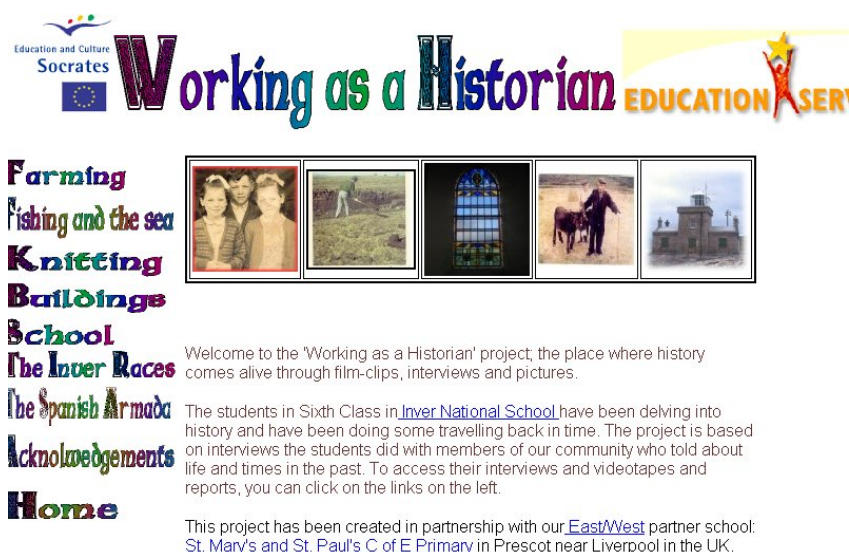 Education and Culture
Socrates
Working as a Historian
EDUCATION SERV
Farming
Fishing and the sea
Knitting
Buildings
School
The Inver Races
The Spanish Armada
Acknolwedgements
Home
Welcome to the 'Working as a Historian' project; the place where history
comes alive through film-clips, interviews and pictures.
The students in Sixth Class in Inver National School have been delving into
history and have been doing some travelling back in time. The project is based
on interviews the students did with members of our community who told about
life and times in the past. To access their interviews and videotapes and
reports, you can click on the links on the left.
This project has been created in partnership with our East/West partner school:
St. Mary's and St. Paul's C of E Primary in Prescot near Liverpool in the UK.